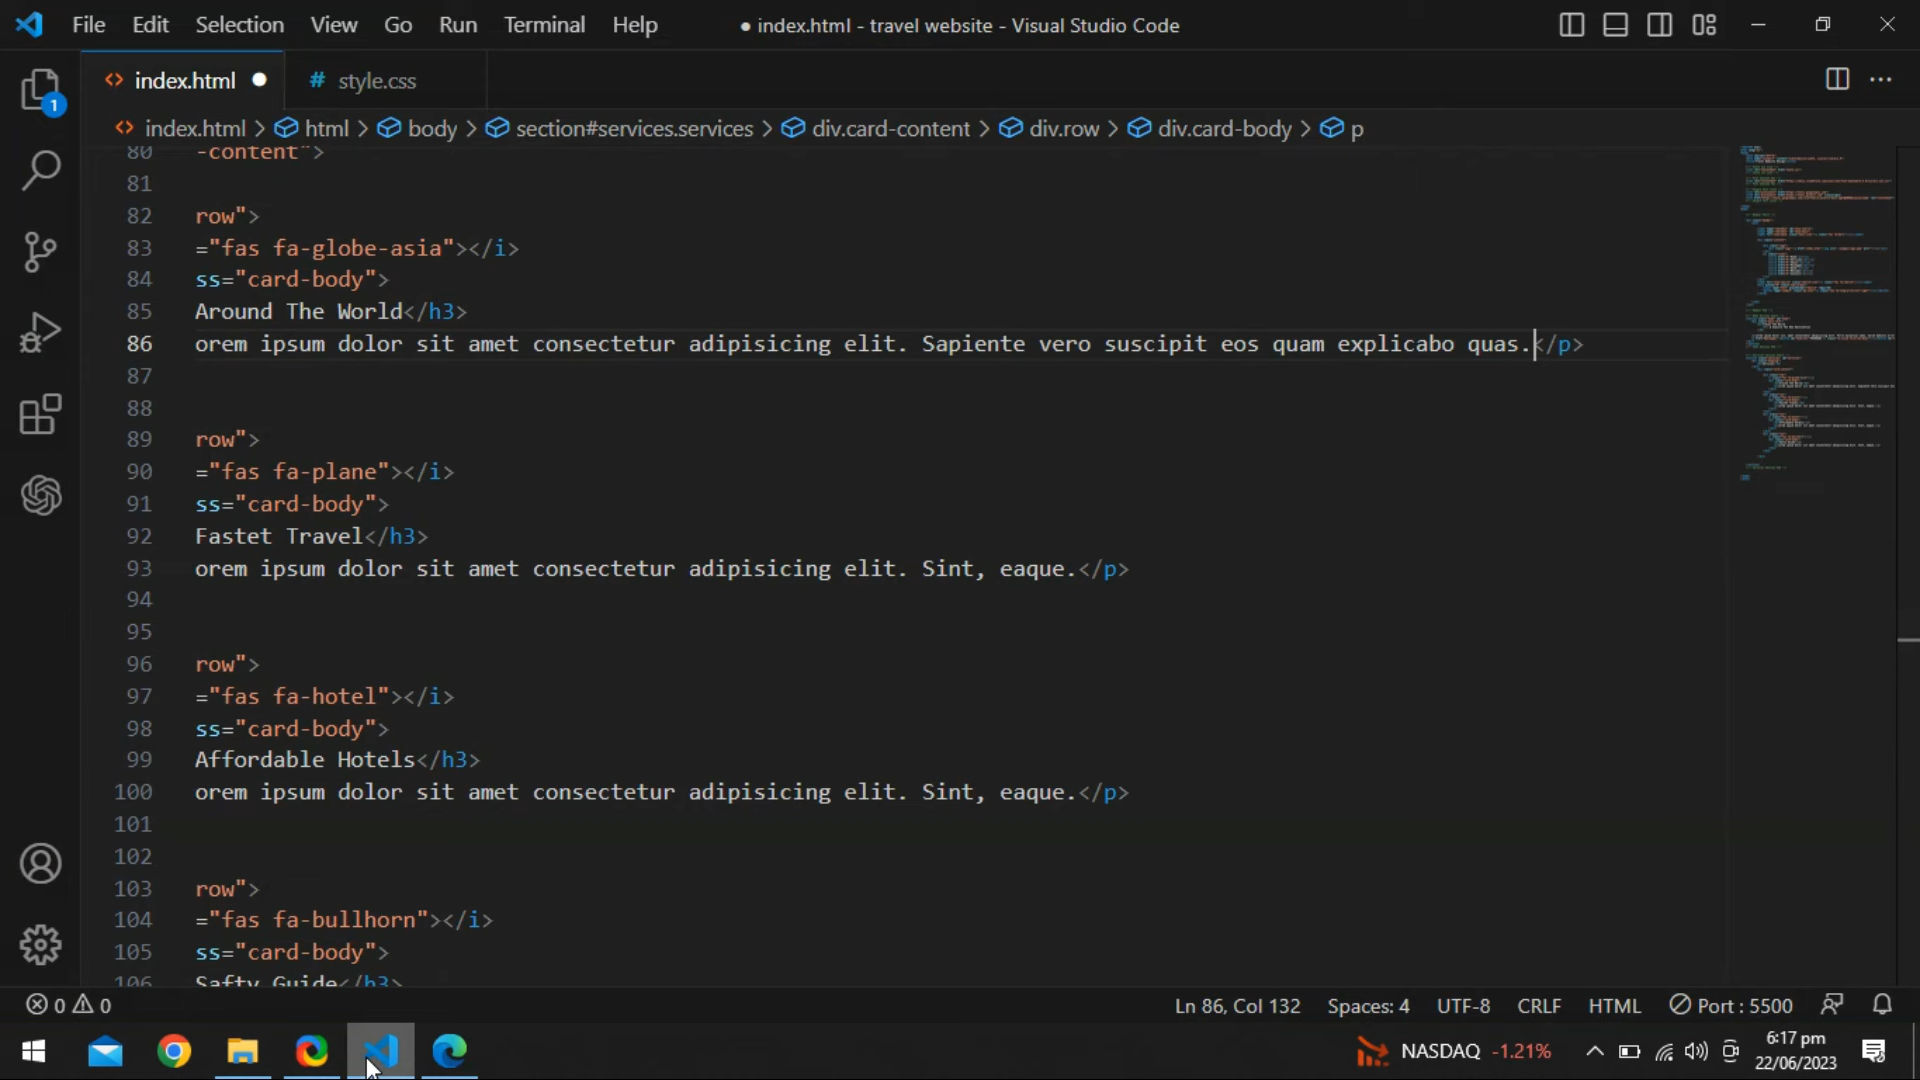 File Edit Selection View Go Run Terminal Help ● index.html - travel website - Visual Studio Code
<> index.html ● # style.css ...
1
<> index.html > html > body > section#services.services > div.card-content > div.row > div.card-body > p
80 -content">
81
82 row">
83 ="fas fa-globe-asia"></i>
84 ss="card-body">
85 Around The World</h3>
86 orem ipsum dolor sit amet consectetur adipisicing elit. Sapiente vero suscipit eos quam explicabo quas.</p>
87
88
89 row">
90 ="fas fa-plane"></i>
91 ss="card-body">
92 Fastet Travel</h3>
93 orem ipsum dolor sit amet consectetur adipisicing elit. Sint, eaque.</p>
94
95
96 row">
97 ="fas fa-hotel"></i>
98 ss="card-body">
99 Affordable Hotels</h3>
100 orem ipsum dolor sit amet consectetur adipisicing elit. Sint, eaque.</p>
101
102
103 row">
104 ="fas fa-bullhorn"></i>
105 ss="card-body">
106 Safty Guide</h3>
0 0 Ln 86, Col 132 Spaces: 4 UTF-8 CRLF HTML Port : 5500
NASDAQ -1.21% 6:17 pm
22/06/2023